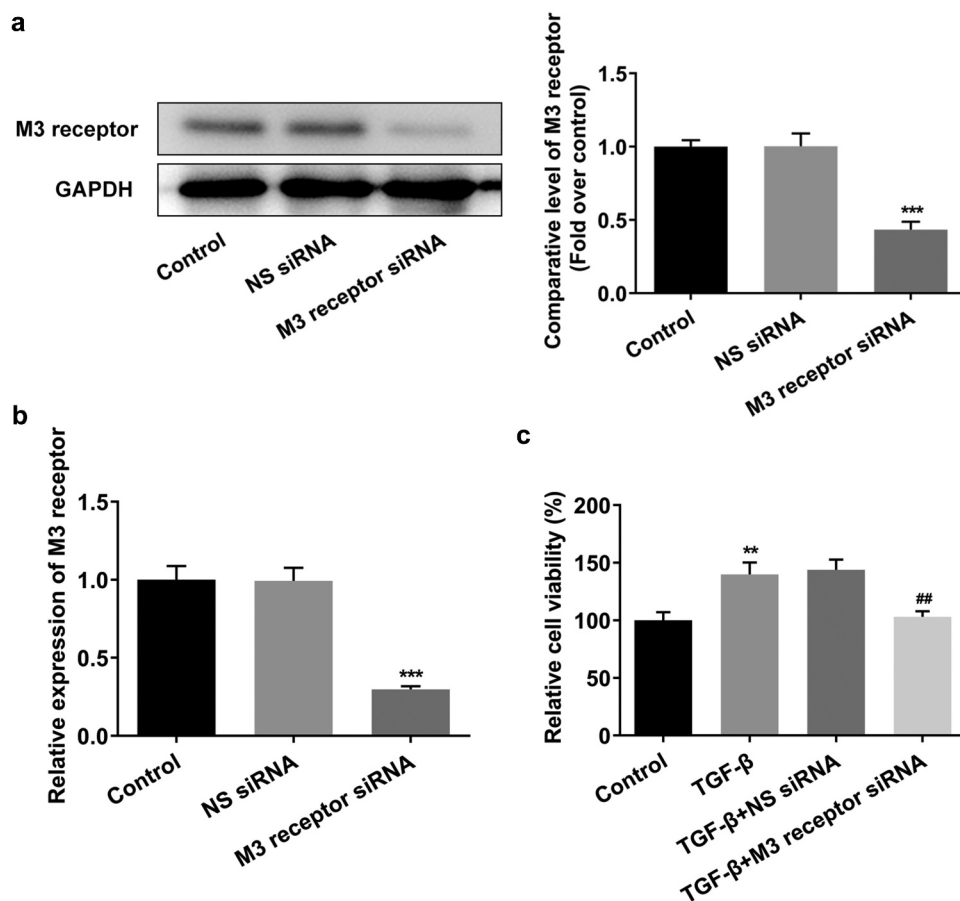 a
M3 receptor
GAPDH
Control
NS siRNA
M3 receptor siRNA
Comparative level of M3 receptor
(Fold over control)
1.5
1.0
0.5
0.0
***
Control
NS siRNA
M3 receptor siRNA
b
Relative expression of M3 receptor
1.5
1.0
0.5
0.0
***
Control
NS siRNA
M3 receptor siRNA
c
Relative cell viability (%)
200
150
100
50
0
**
##
Control
TGF-β
TGF-β+NS siRNA
TGF-β+M3 receptor siRNA